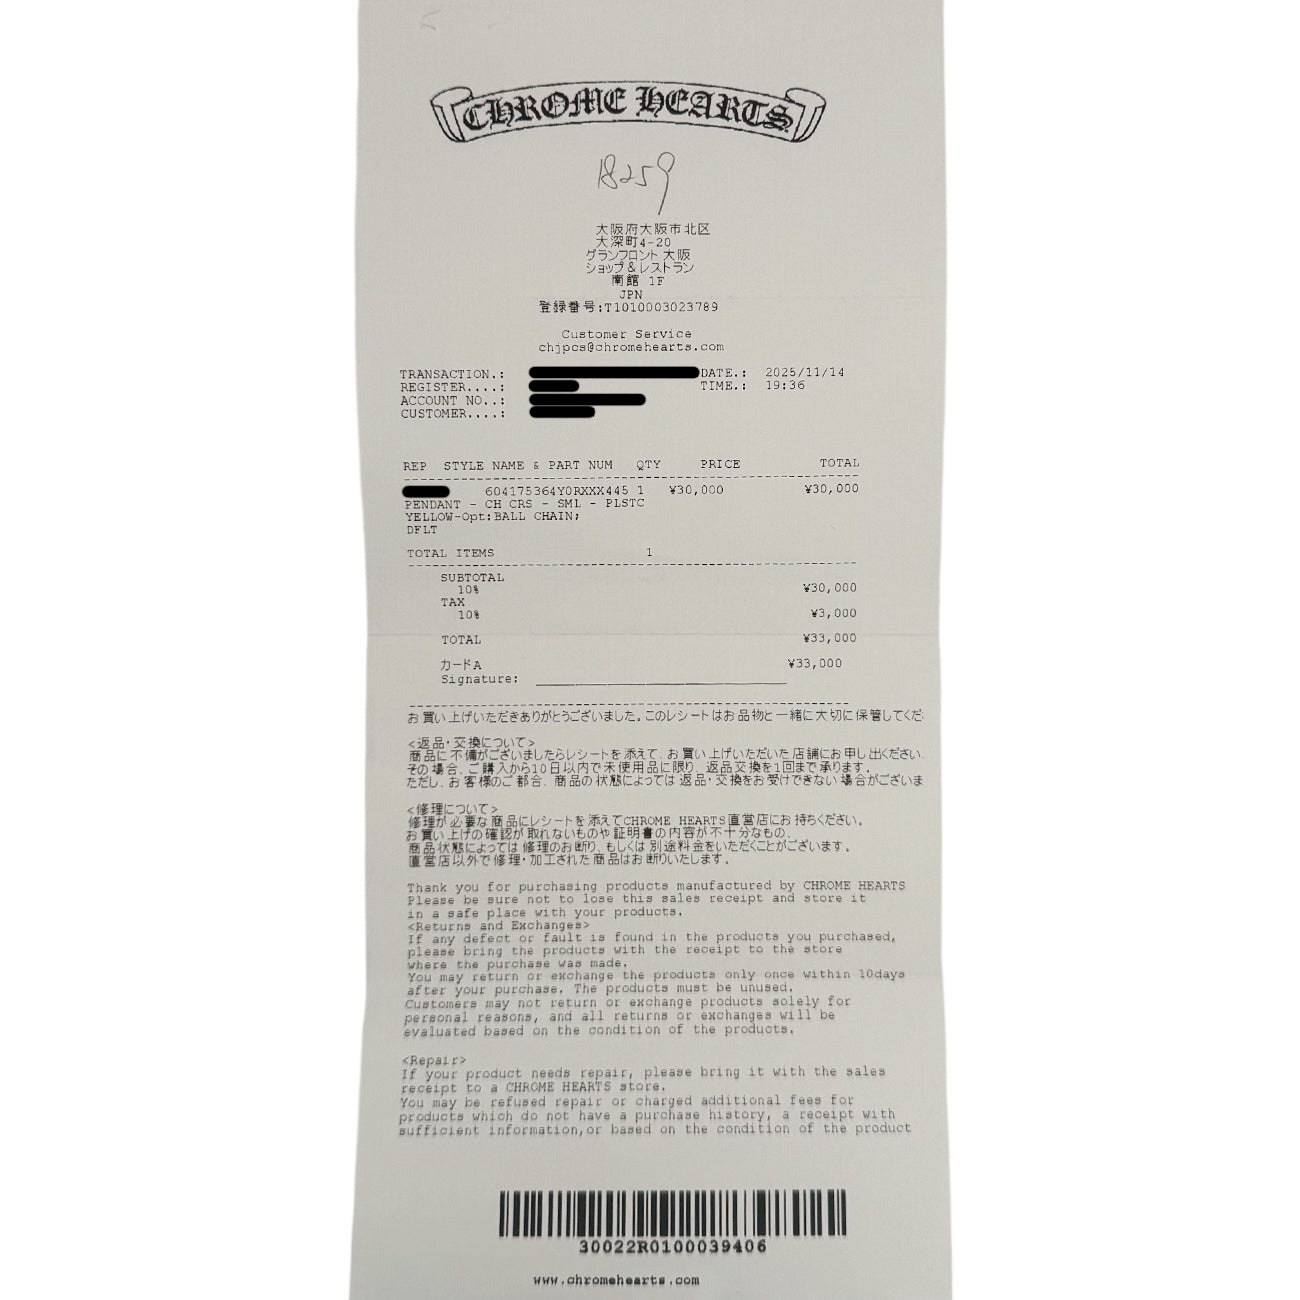 CHROME HEARTS
18259
大阪府大阪市北区
大深町4-20
グランフロント大阪
ショップ&レストラン
南館 1F
JPN
登録番号:T1010003023789
Customer Service
chjpcs@chromehearts.com
TRANSACTION.: DATE.: 2025/11/14
REGISTER....: TIME.: 19:36
ACCOUNT NO..:
CUSTOMER....:
REP STYLE NAME & PART NUM QTY PRICE TOTAL
604175364Y0RXXX445 1 ¥30,000 ¥30,000
PENDANT - CH CRS - SML - PLSTC
YELLOW-Opt:BALL CHAIN;
DFLT
TOTAL ITEMS 1
SUBTOTAL
10% ¥30,000
TAX
10% ¥3,000
TOTAL ¥33,000
カードA ¥33,000
Signature:
お買い上げいただきありがとうございました。このレシートはお品物と一緒に大切に保管してくだ
<返品・交換について>
商品に不備がございましたらレシートを添えて、お買い上げいただいた店舗にお申し出ください。
その場合、ご購入から10日以内で未使用品に限り、返品交換を1回まで承ります。
ただし、お客様のご都合、商品の状態によっては返品・交換をお受けできない場合がございま
<修理について>
修理が必要な商品にレシートを添えてCHROME HEARTS直営店にお持ちください。
お買い上げの確認が取れないものや証明書の内容が不十分なもの、
商品状態によっては修理のお断り、もしくは別途料金をいただくことがございます。
直営店以外で修理・加工された商品はお断りいたします。
Thank you for purchasing products manufactured by CHROME HEARTS
Please be sure not to lose this sales receipt and store it
in a safe place with your products.
<Returns and Exchanges>
If any defect or fault is found in the products you purchased,
please bring the products with the receipt to the store
where the purchase was made.
You may return or exchange the products only once within 10days
after your purchase. The products must be unused.
Customers may not return or exchange products solely for
personal reasons, and all returns or exchanges will be
evaluated based on the condition of the products.
<Repair>
If your product needs repair, please bring it with the sales
receipt to a CHROME HEARTS store.
You may be refused repair or charged additional fees for
products which do not have a purchase history, a receipt with
sufficient information,or based on the condition of the product
30022R0100039406
www.chromehearts.com